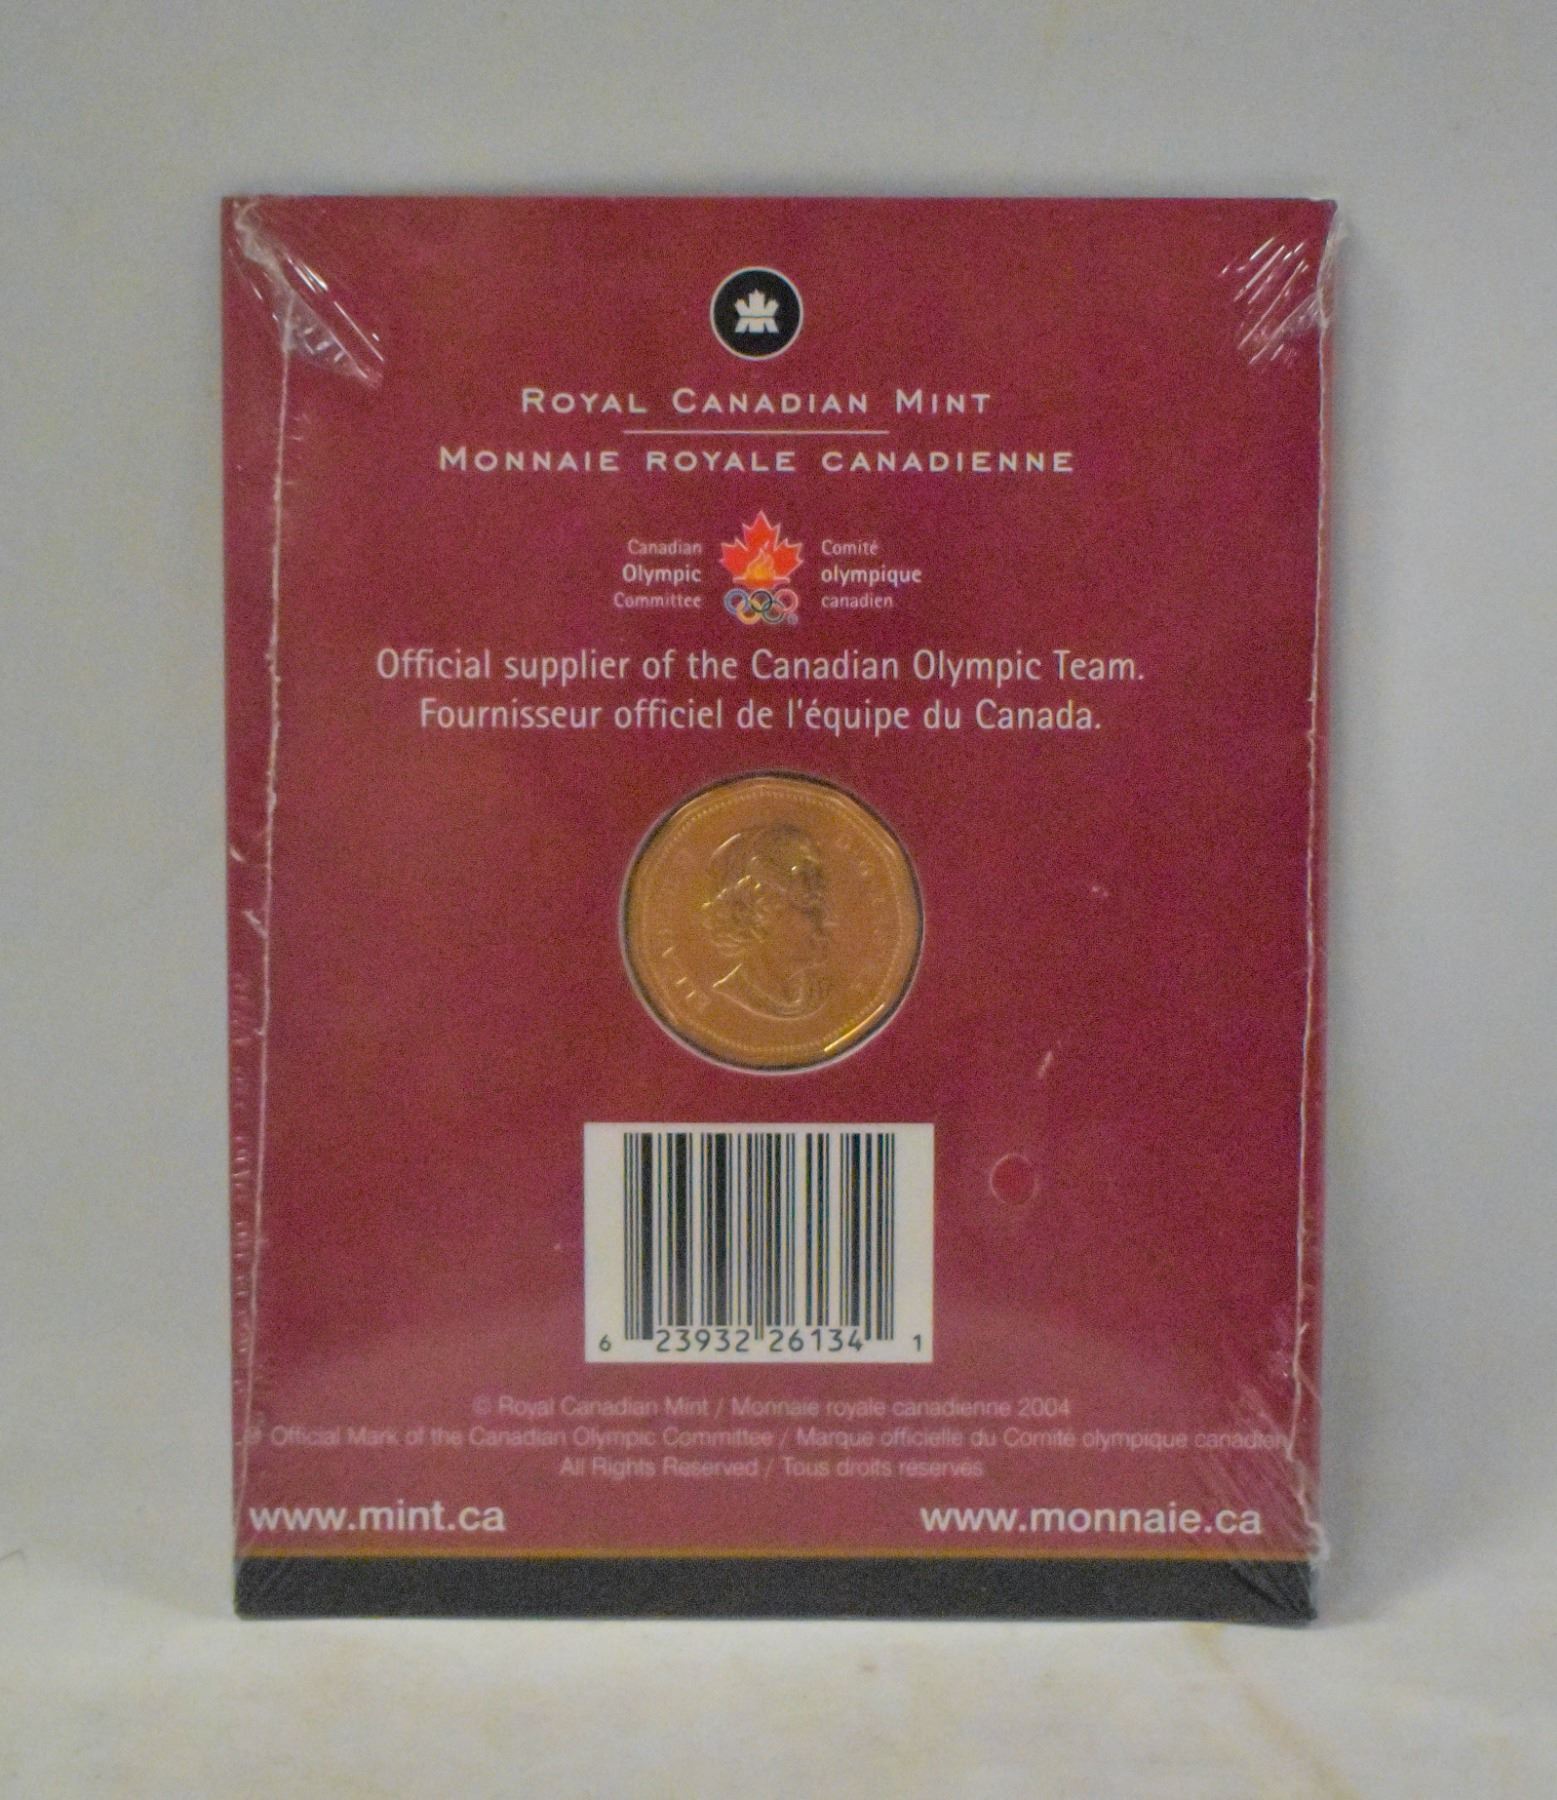 ROYAL CANADIAN MINT
MONNAIE ROYALE CANADIENNE
Canadian
Olympic
Committee
Comité
olympique
canadien
Official supplier of the Canadian Olympic Team.
Fournisseur officiel de l'équipe du Canada.
6 23932 26134 1
© Royal Canadian Mint / Monnaie royale canadienne 2004
Official Mark of the Canadian Olympic Committee / Marque officielle du Comité olympique canadien
All Rights Reserved / Tous droits réservés
www.mint.ca
www.monnaie.ca